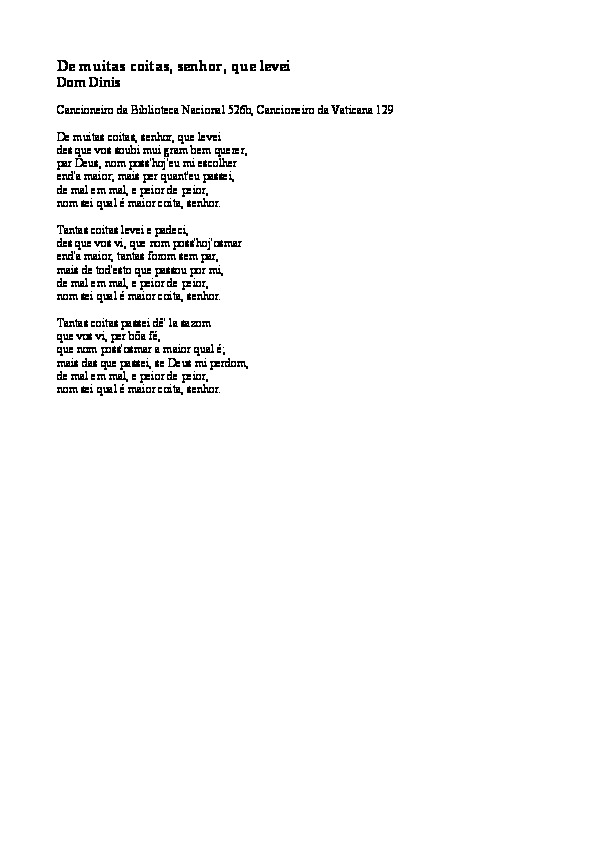 De muitas coitas, senhor, que levei
Dom Dinis
Cancioneiro da Biblioteca Nacional 526b, Cancioneiro da Vaticana 129
De muitas coitas, senhor, que levei
des que vos soubi mui gram bem querer,
par Deus, nom poss'hoj'eu mi escolher
end'a maior; mais per quant'eu passei,
de mal em mal, e peior de peior,
nom sei qual é maior coita, senhor.
Tantas coitas levei e padeci,
des que vos vi, que nom poss'hoj'osmar
end'a maior, tantas forom sem par,
mais de tod'esto que passou por mi,
de mal em mal, e peior de peior,
nom sei qual é maior coita, senhor.
Tantas coitas passei dê' la sazom
que vos vi, per bõa fé,
que nom poss'osmar a maior qual é;
mais das que passei, se Deus mi perdom,
de mal em mal, e peior de peior,
nom sei qual é maior coita, senhor.